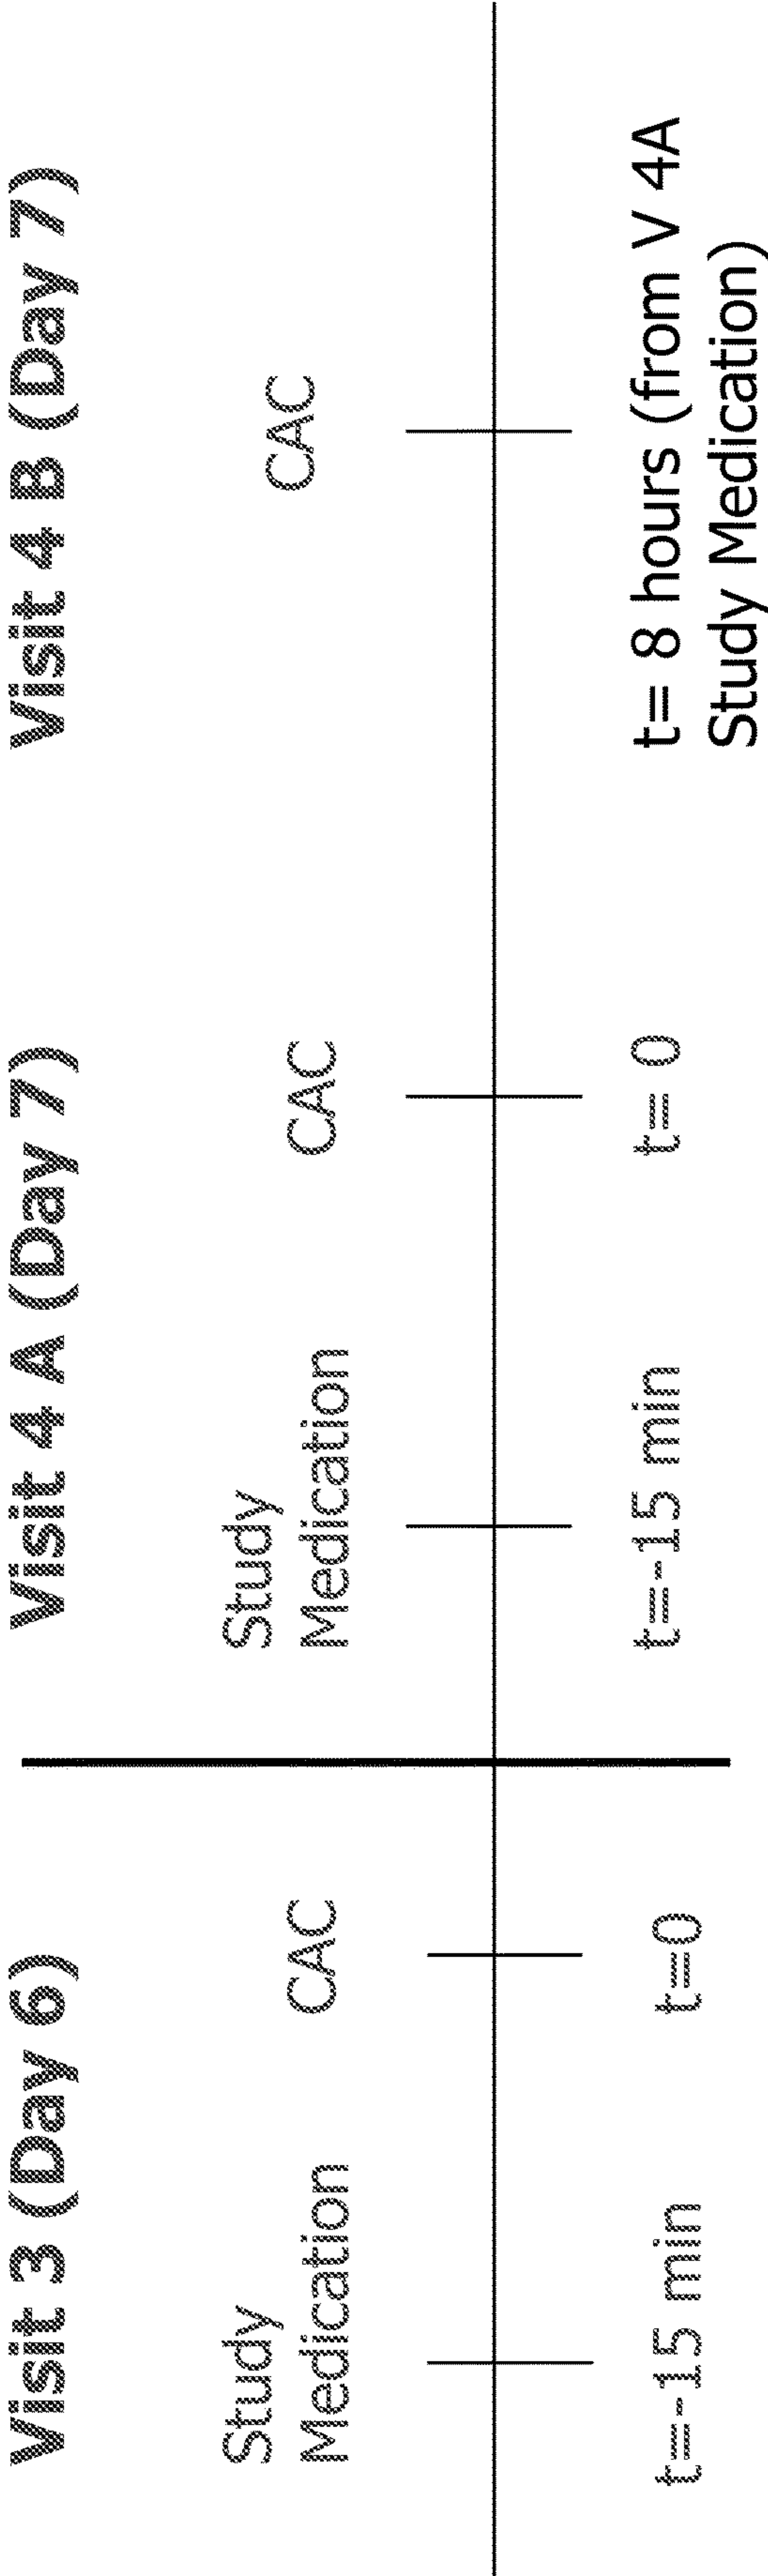 Visit 3 (Day 6)
Visit 4 A (Day 7)
Visit 4 B (Day 7)
Study
Medication
CAC
Study
Medication
CAC
CAC
t=-15 min
t=0
t=-15 min
t= 0
t= 8 hours (from V 4A
Study Medication)